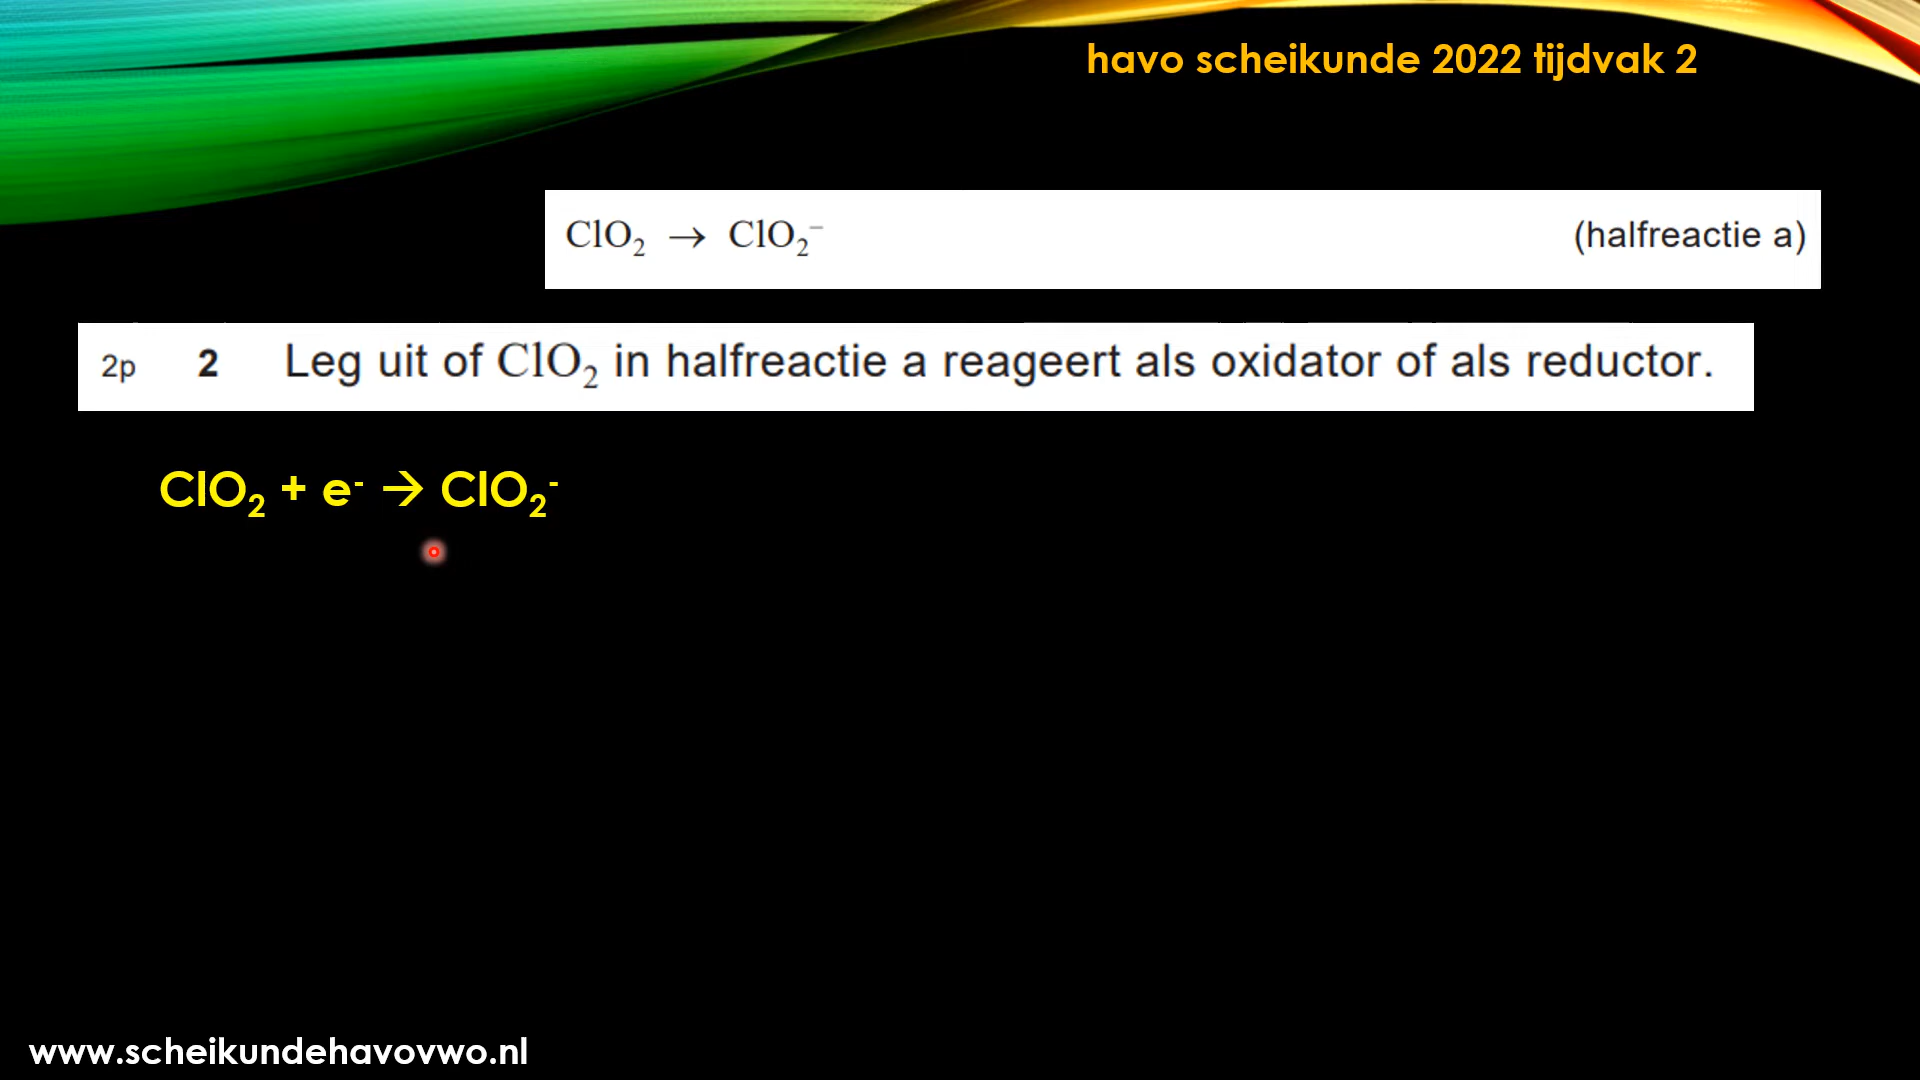 havo scheikunde 2022 tijdvak 2
ClO₂ → ClO₂⁻ (halfreactie a)
2p 2 Leg uit of ClO₂ in halfreactie a reageert als oxidator of als reductor.
ClO₂ + e⁻ → ClO₂⁻
www.scheikundehavovwo.nl